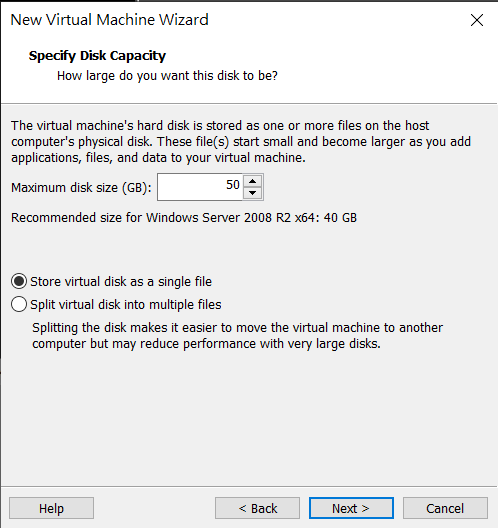 New Virtual Machine Wizard
Specify Disk Capacity
How large do you want this disk to be?
The virtual machine's hard disk is stored as one or more files on the host
computer's physical disk. These file(s) start small and become larger as you add
applications, files, and data to your virtual machine.
Maximum disk size (GB): 50
Recommended size for Windows Server 2008 R2 x64: 40 GB
Store virtual disk as a single file
Split virtual disk into multiple files
Splitting the disk makes it easier to move the virtual machine to another
computer but may reduce performance with very large disks.
Help < Back Next > Cancel